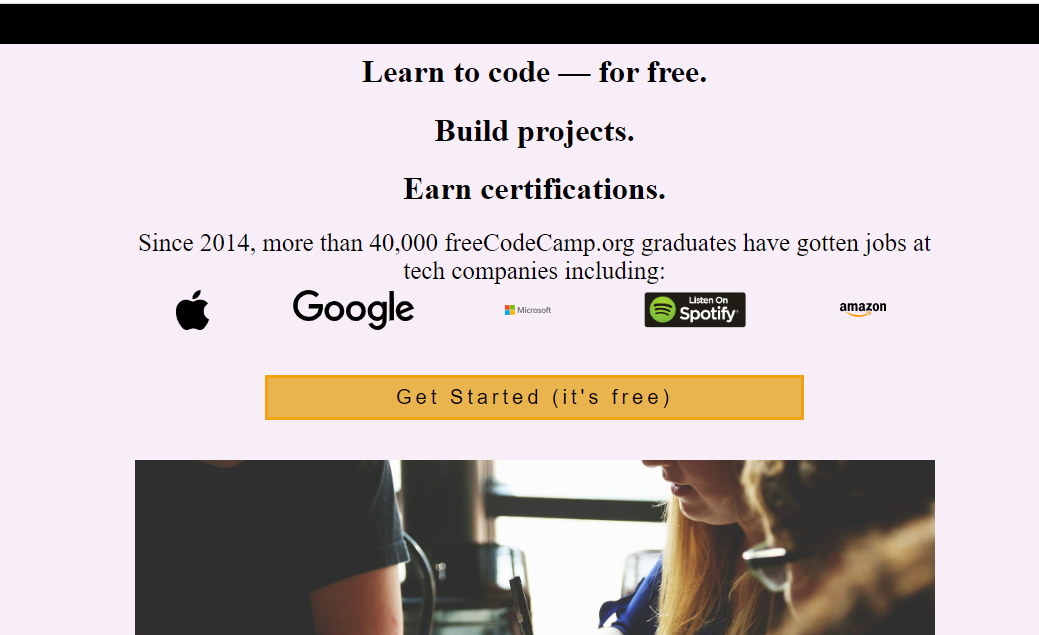 Learn to code — for free.
Build projects.
Earn certifications.
Since 2014, more than 40,000 freeCodeCamp.org graduates have gotten jobs at
tech companies including:
Google
Microsoft
Listen On
Spotify
amazon
Get Started (it's free)